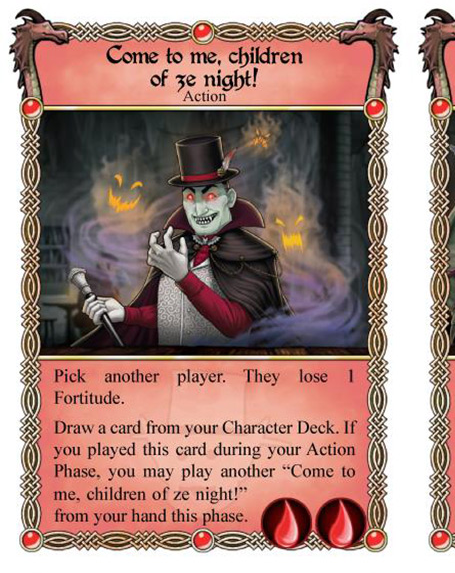 Come to me, children
of ze night!
Action
Pick another player. They lose 1
Fortitude.
Draw a card from your Character Deck. If
you played this card during your Action
Phase, you may play another “Come to
me, children of ze night!”
from your hand this phase.